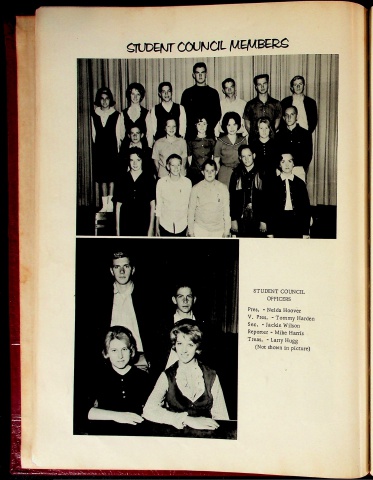 STUDENT COUNCIL MEMBERS
STUDENT COUNCIL
OFFICERS
Pres. - Nelda Hoover
V. Pres. - Tommy Harden
Sec. - Jackie Wilson
Reporter - Mike Harris
Treas. - Larry Hugg
(Not shown in picture)